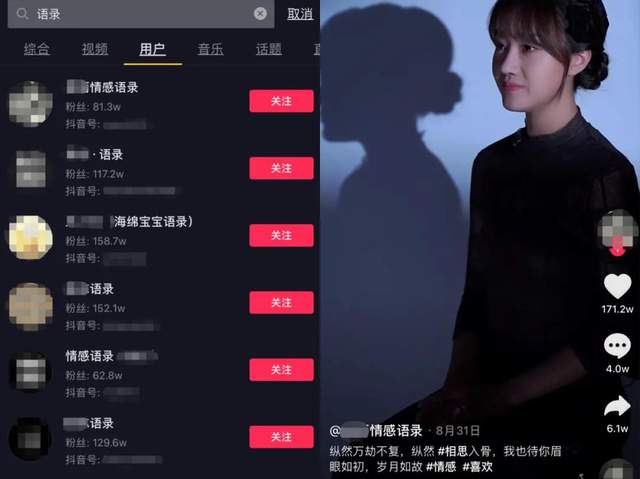 语录
取消
综合 视频 用户 音乐 话题
情感语录
粉丝: 81.3w
抖音号:
关注
· 语录
粉丝: 117.2w
抖音号:
关注
海绵宝宝语录）
粉丝: 158.7w
抖音号:
关注
语录
粉丝: 152.1w
抖音号:
关注
情感语录
粉丝: 62.8w
抖音号:
关注
语录
粉丝: 129.6w
抖音号:
关注
171.2w
4.0w
6.1w
@ 情感语录 · 8月31日
纵然万劫不复，纵然 #相思入骨，我也待你眉
眼如初，岁月如故 #情感 #喜欢